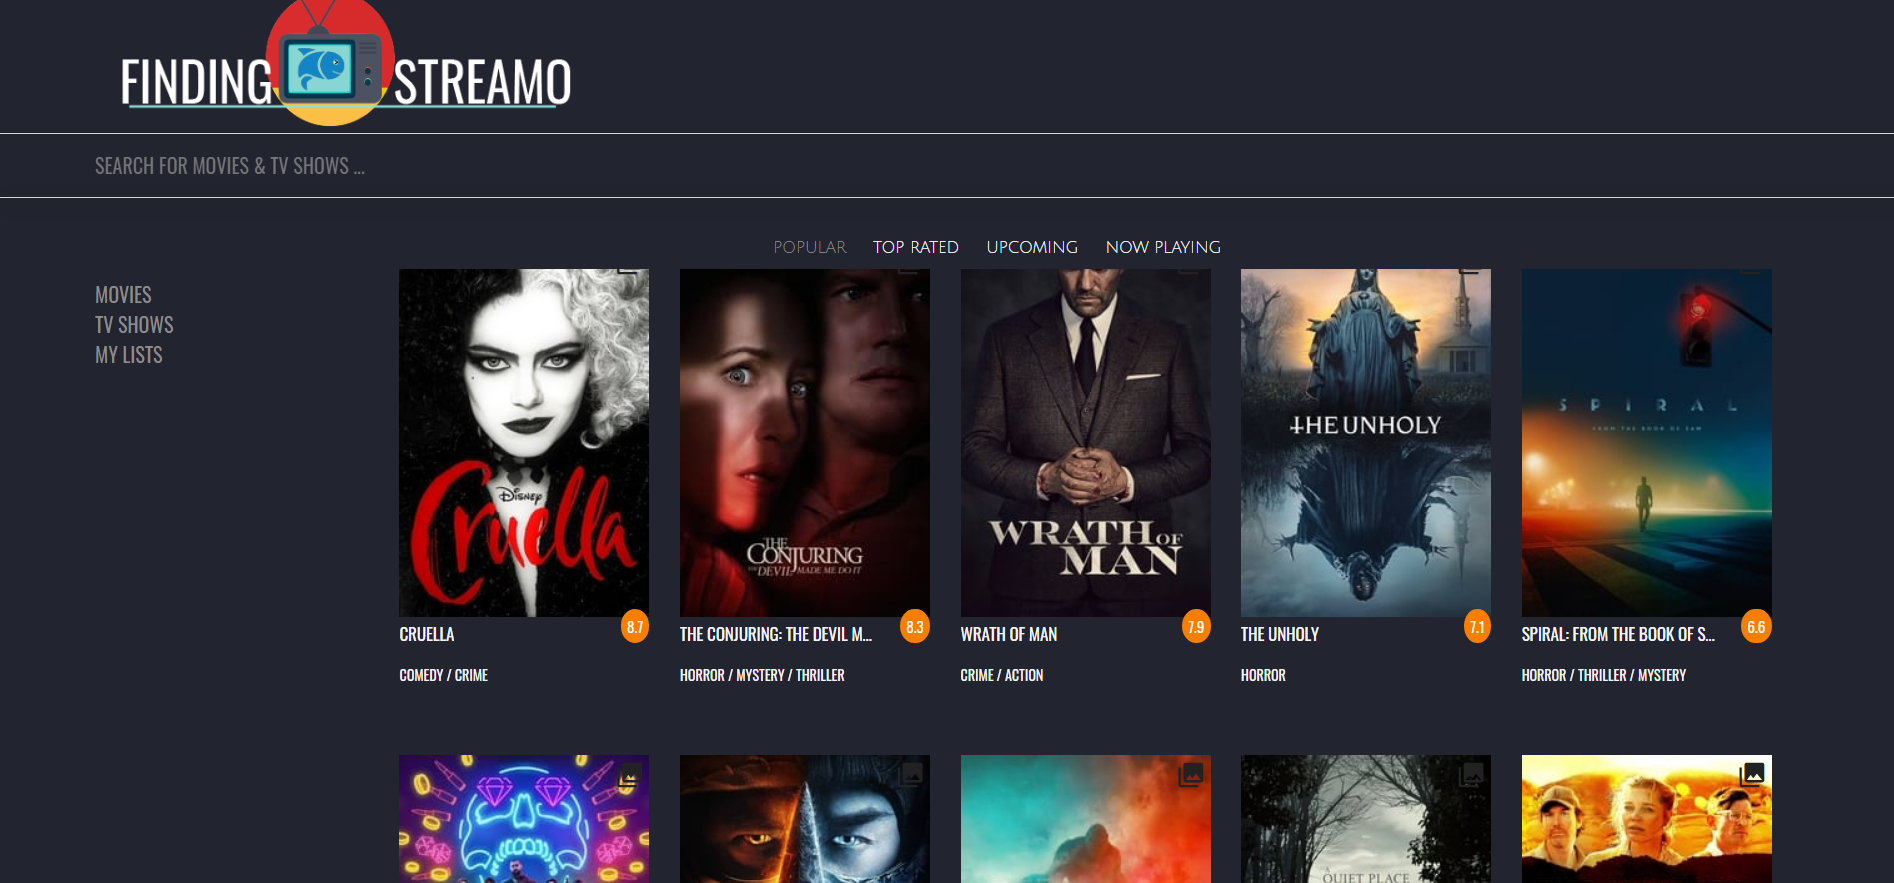 FINDING STREAMO
SEARCH FOR MOVIES & TV SHOWS ...
POPULAR TOP RATED UPCOMING NOW PLAYING
MOVIES
TV SHOWS
MY LISTS
Disney
Cruella
THE
CONJURING
THE DEVIL MADE ME DO IT
WRATH OF
MAN
THE UNHOLY
SPIRAL
FROM THE BOOK OF SAW
CRUELLA 8.7
COMEDY / CRIME
THE CONJURING: THE DEVIL M... 8.3
HORROR / MYSTERY / THRILLER
WRATH OF MAN 7.9
CRIME / ACTION
THE UNHOLY 7.1
HORROR
SPIRAL: FROM THE BOOK OF S... 6.6
HORROR / THRILLER / MYSTERY
A QUIET PLACE